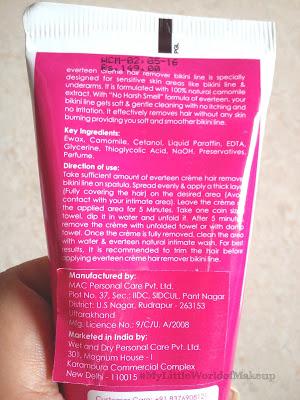 PGL
WCM-02/05-16
Rs.149.00
everteen crème hair remover bikini line is specially
designed for sensitive skin areas like bikini line &
underarms. It is formulated with 100% natural camomile
extract. With "No Harsh Smell" formula of everteen, your
bikini line gets soft & gentle cleaning with no itching and
no irritation. It effectively removes hair without any skin
burning providing you soft and smoother bikini line.
Key Ingredients:
Ewax, Camomile, Cetanol, Liquid Paraffin, EDTA,
Glycerine, Thioglycolic Acid, NaOH, Preservatives,
Perfume.
Direction of use:
Take sufficient amount of everteen crème hair remover
bikini line on spatula. Spread evenly & apply a thick layer
(Fully covering the hair) on the desired area (Avoid
contact with your intimate area). Leave the crème on
the applied area for 5 Minutes. Take one coin size
towel, dip it in water and unfold it. After 5 minutes
remove the crème with unfolded towel or with damp
towel. Once the crème is fully removed, clean the area
with water & everteen natural intimate wash. For best
results. It is recommended to trim the hair before
applying everteen crème hair remover bikini line.
Manufactured by:
MAC Personal Care Pvt. Ltd.
Plot No. 37, Sec.; IIDC, SIDCUL, Pant Nagar
District: U.S Nagar, Rudrapur - 263153
Uttarakhand
Mfg. Licence No.: 9/C/U. A/2008
Marketed in India by:
Wet and Dry Personal Care Pvt. Ltd.
301, Magnum House - I
Karampura Commercial Complex
New Delhi - 110015
#MyLittleWorldofMakeup
Customer Care: +91 8376905121